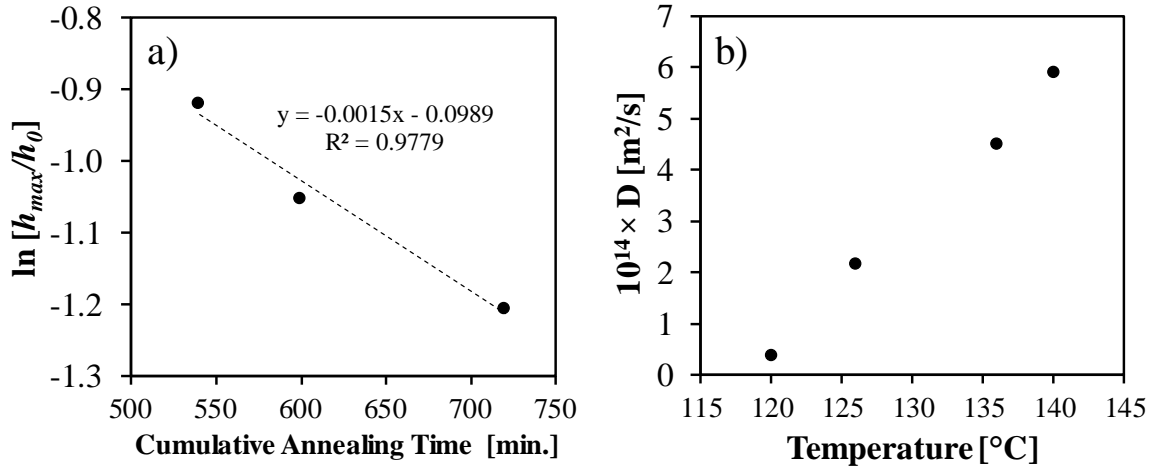 a)
ln [h_max/h_0]
-0.8
-0.9
-1.0
-1.1
-1.2
-1.3
y = -0.0015x - 0.0989
R² = 0.9779
500 550 600 650 700 750
Cumulative Annealing Time [min.]
b)
10¹⁴ × D [m²/s]
7
6
5
4
3
2
1
0
115 120 125 130 135 140 145
Temperature [°C]